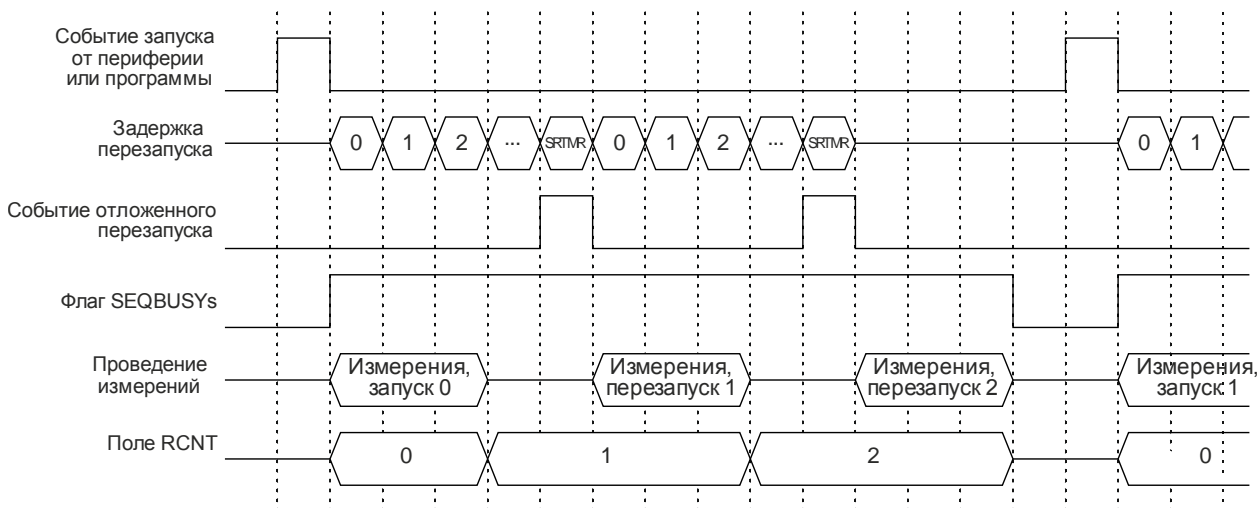 Событие запуска
от периферии
или программы
Задержка
перезапуска
0 1 2 ... SRTMR 0 1 2 ... SRTMR 0 1
Событие отложенного
перезапуска
Флаг SEQBUSYs
Проведение
измерений
Измерения,
запуск 0
Измерения,
перезапуск 1
Измерения,
перезапуск 2
Измерения,
запуск 1
Поле RCNT
0 1 2 0